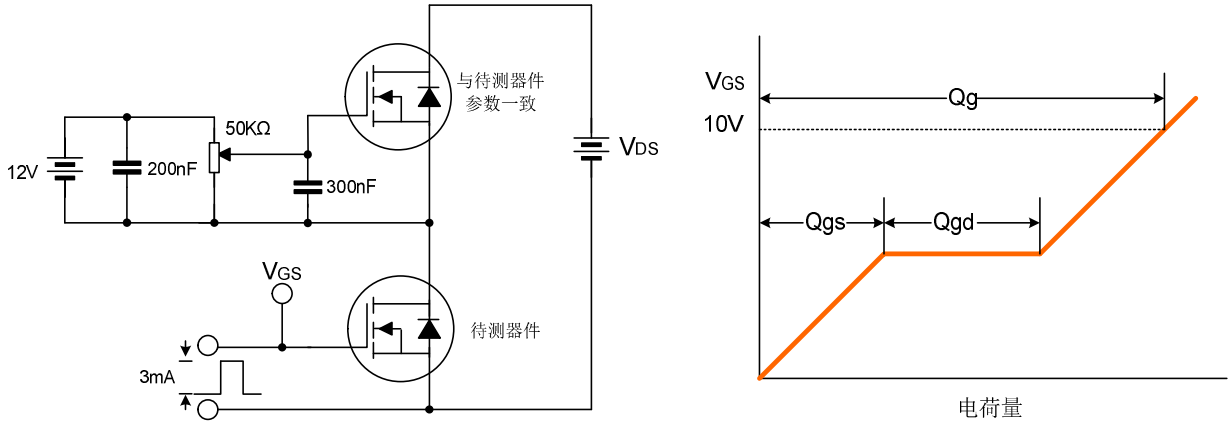 与待测器件
参数一致
50KΩ
12V
200nF
300nF
VDS
VGS
待测器件
3mA
VGS
10V
Qg
Qgs
Qgd
电荷量